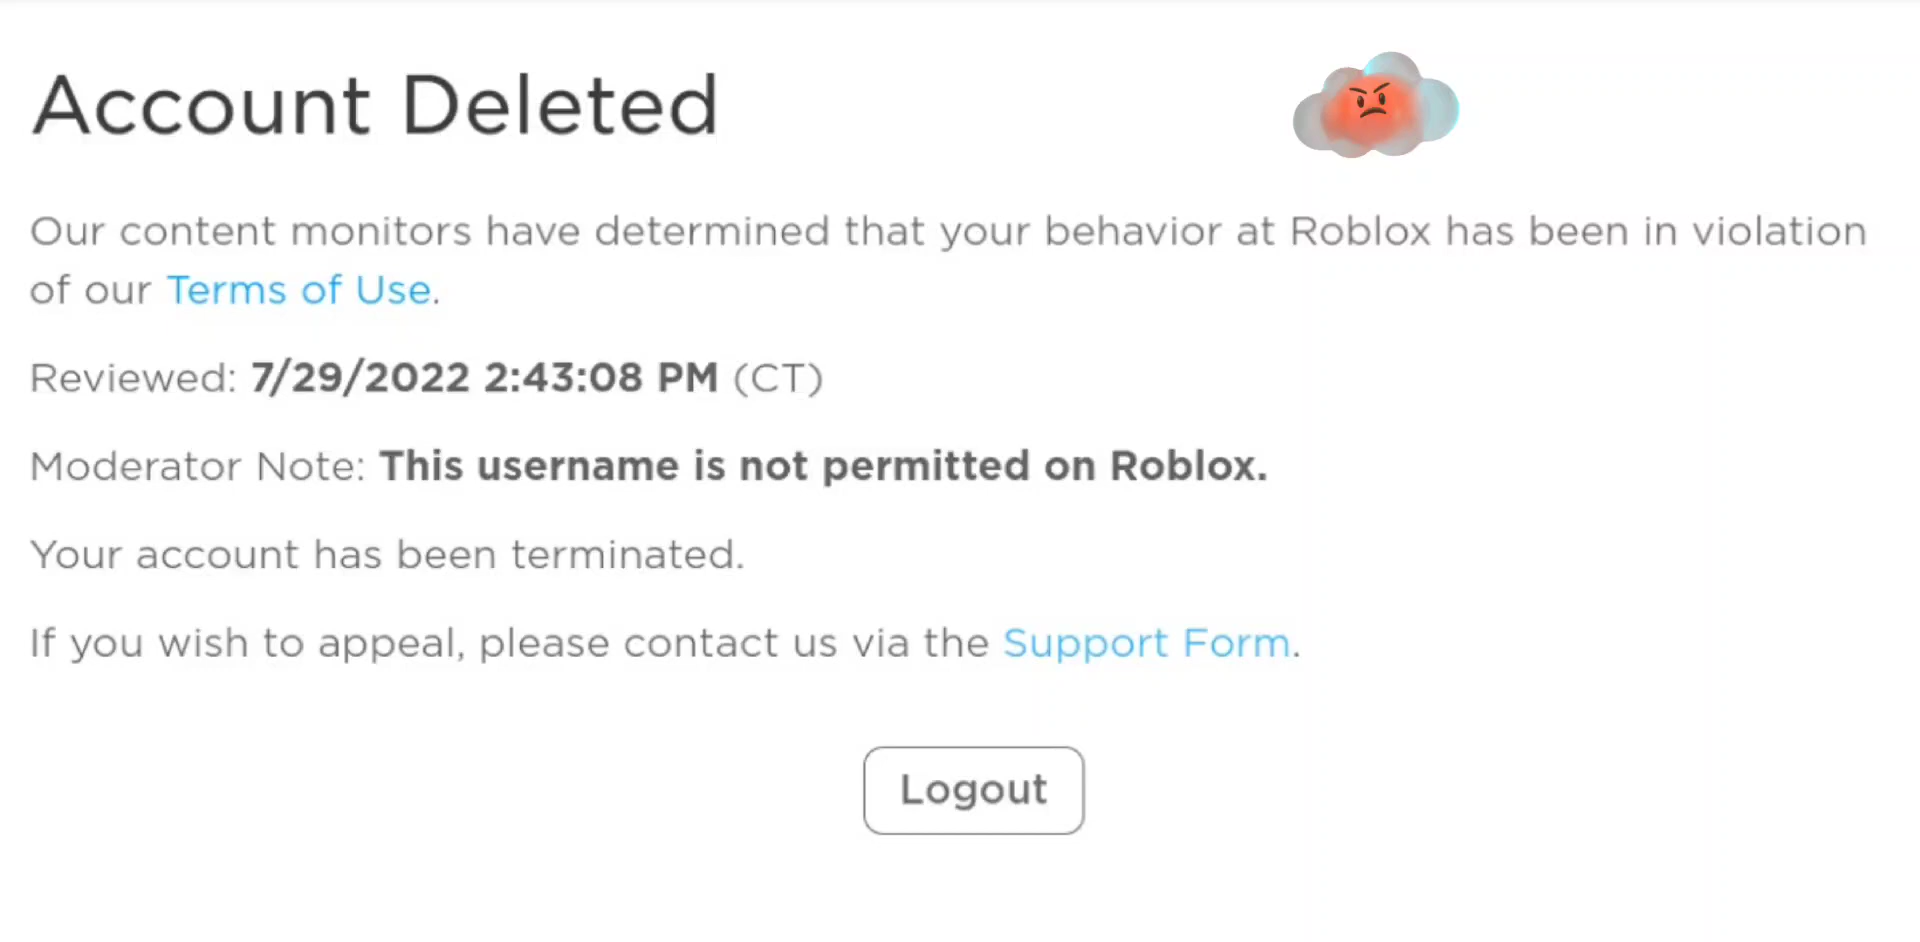 Account Deleted
Our content monitors have determined that your behavior at Roblox has been in violation
of our Terms of Use.
Reviewed: 7/29/2022 2:43:08 PM (CT)
Moderator Note: This username is not permitted on Roblox.
Your account has been terminated.
If you wish to appeal, please contact us via the Support Form.
Logout